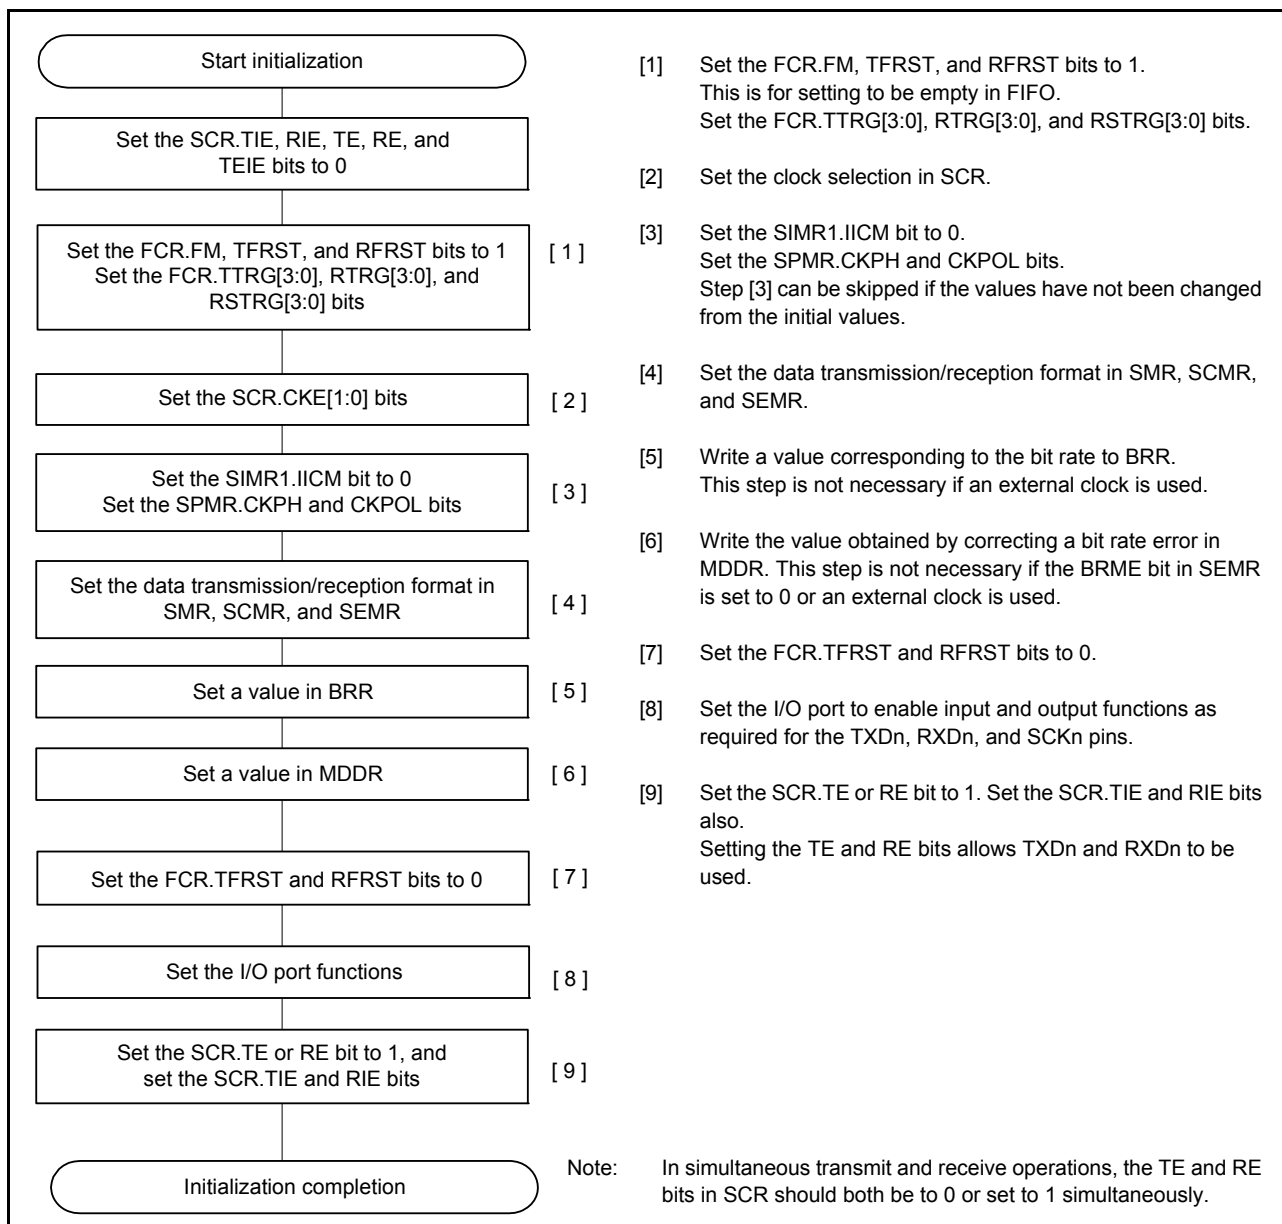 Start initialization
Set the SCR.TIE, RIE, TE, RE, and
TEIE bits to 0
Set the FCR.FM, TFRST, and RFRST bits to 1
Set the FCR.TTRG[3:0], RTRG[3:0], and
RSTRG[3:0] bits
[ 1 ]
Set the SCR.CKE[1:0] bits
[ 2 ]
Set the SIMR1.IICM bit to 0
Set the SPMR.CKPH and CKPOL bits
[ 3 ]
Set the data transmission/reception format in
SMR, SCMR, and SEMR
[ 4 ]
Set a value in BRR
[ 5 ]
Set a value in MDDR
[ 6 ]
Set the FCR.TFRST and RFRST bits to 0
[ 7 ]
Set the I/O port functions
[ 8 ]
Set the SCR.TE or RE bit to 1, and
set the SCR.TIE and RIE bits
[ 9 ]
Initialization completion
[1] Set the FCR.FM, TFRST, and RFRST bits to 1.
This is for setting to be empty in FIFO.
Set the FCR.TTRG[3:0], RTRG[3:0], and RSTRG[3:0] bits.
[2] Set the clock selection in SCR.
[3] Set the SIMR1.IICM bit to 0.
Set the SPMR.CKPH and CKPOL bits.
Step [3] can be skipped if the values have not been changed
from the initial values.
[4] Set the data transmission/reception format in SMR, SCMR,
and SEMR.
[5] Write a value corresponding to the bit rate to BRR.
This step is not necessary if an external clock is used.
[6] Write the value obtained by correcting a bit rate error in
MDDR. This step is not necessary if the BRME bit in SEMR
is set to 0 or an external clock is used.
[7] Set the FCR.TFRST and RFRST bits to 0.
[8] Set the I/O port to enable input and output functions as
required for the TXDn, RXDn, and SCKn pins.
[9] Set the SCR.TE or RE bit to 1. Set the SCR.TIE and RIE bits
also.
Setting the TE and RE bits allows TXDn and RXDn to be
used.
Note: In simultaneous transmit and receive operations, the TE and RE
bits in SCR should both be to 0 or set to 1 simultaneously.